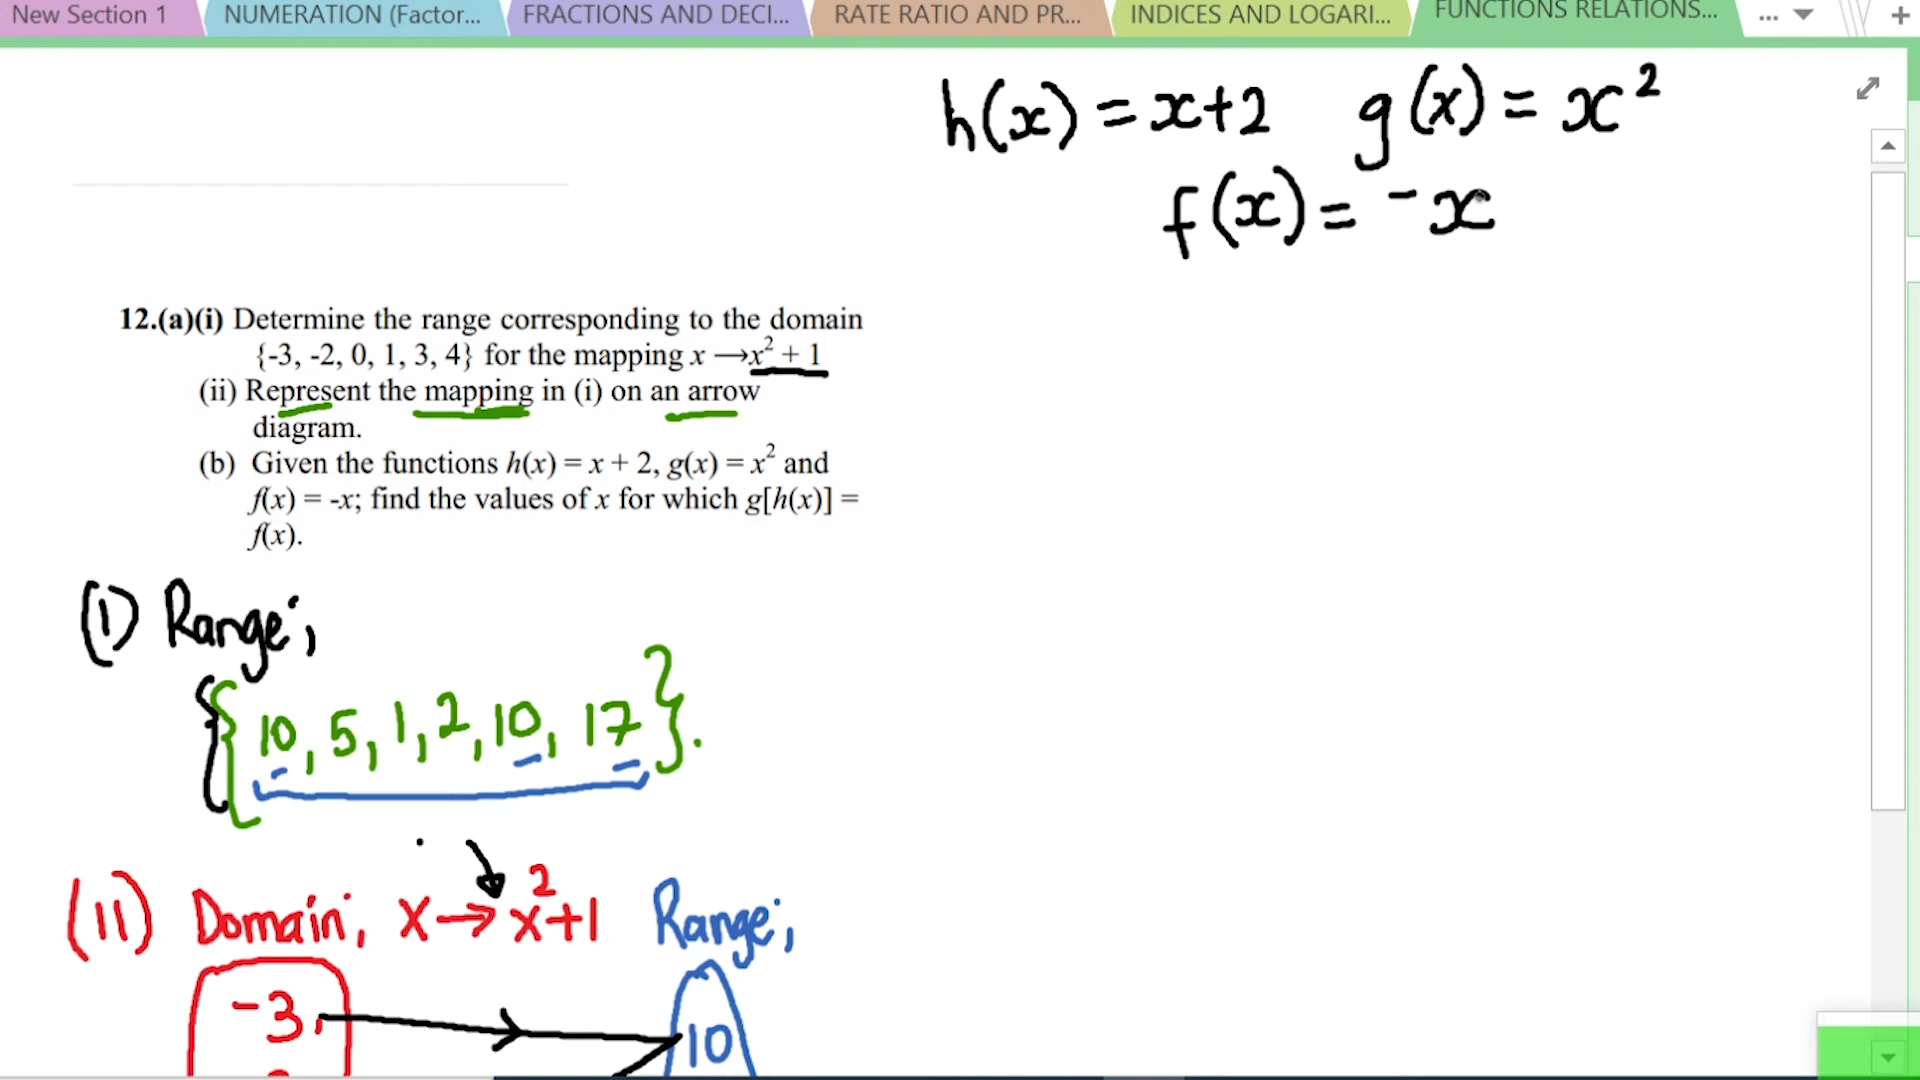 New Section 1 NUMERATION (Factor... FRACTIONS AND DECI... RATE RATIO AND PR... INDICES AND LOGARI... FUNCTIONS RELATIONS... ...
h(x) = x+2 g(x) = x²
f(x) = -x
12.(a)(i) Determine the range corresponding to the domain
{-3, -2, 0, 1, 3, 4} for the mapping x → x² + 1
(ii) Represent the mapping in (i) on an arrow
diagram.
(b) Given the functions h(x) = x + 2, g(x) = x² and
f(x) = -x; find the values of x for which g[h(x)] =
f(x).
(i) Range;
{{10, 5, 1, 2, 10, 17}.
(ii) Domain, x → x²+1 Range;
-3, 10